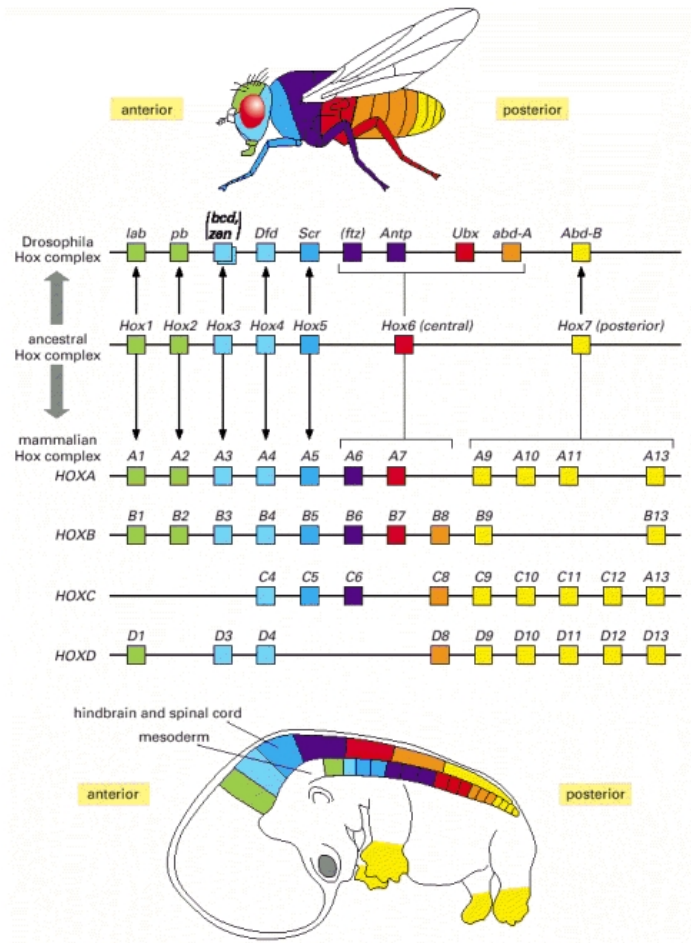 anterior
posterior
(bcd,
lab pb zen) Dfd Scr (ftz) Antp Ubx abd-A Abd-B
Drosophila
Hox complex
Hox1 Hox2 Hox3 Hox4 Hox5 Hox6 (central) Hox7 (posterior)
ancestral
Hox complex
mammalian
Hox complex
A1 A2 A3 A4 A5 A6 A7 A9 A10 A11 A13
HOXA
B1 B2 B3 B4 B5 B6 B7 B8 B9 B13
HOXB
C4 C5 C6 C8 C9 C10 C11 C12 A13
HOXC
D1 D3 D4 D8 D9 D10 D11 D12 D13
HOXD
hindbrain and spinal cord
mesoderm
anterior
posterior